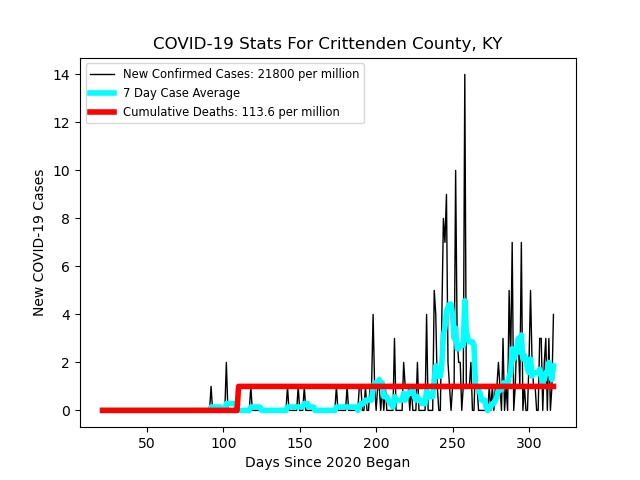 COVID-19 Stats For Crittenden County, KY
New Confirmed Cases: 21800 per million
7 Day Case Average
Cumulative Deaths: 113.6 per million
New COVID-19 Cases
14
12
10
8
6
4
2
0
50 100 150 200 250 300
Days Since 2020 Began